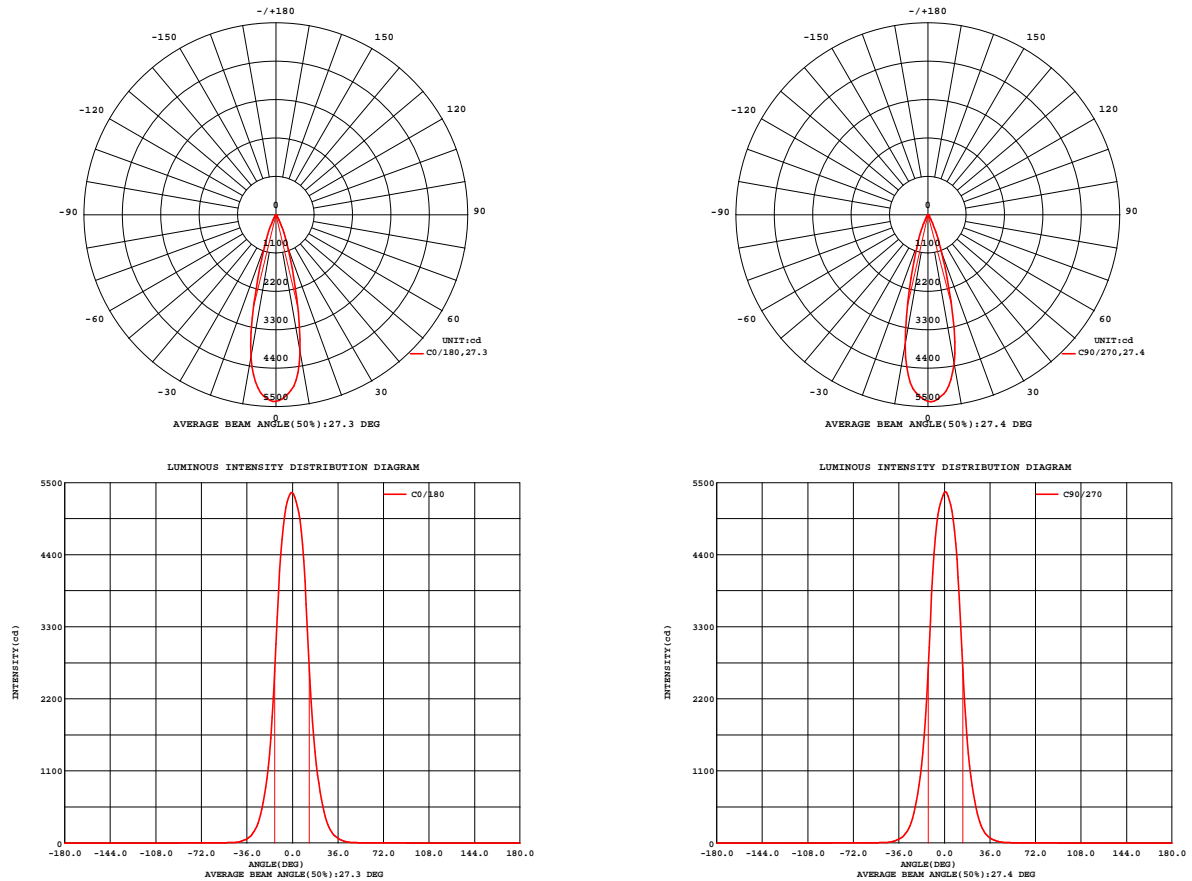 -/+180
-150 150
-120 120
-90 90
-60 60
-30 30
0
1100
2200
3300
4400
5500
0
UNIT:cd
C0/180,27.3
AVERAGE BEAM ANGLE(50%):27.3 DEG
-/+180
-150 150
-120 120
-90 90
-60 60
-30 30
0
1100
2200
3300
4400
5500
0
UNIT:cd
C90/270,27.4
AVERAGE BEAM ANGLE(50%):27.4 DEG
LUMINOUS INTENSITY DISTRIBUTION DIAGRAM
C0/180
INTENSITY(cd)
5500
4400
3300
2200
1100
0
-180.0 -144.0 -108.0 -72.0 -36.0 0.0 36.0 72.0 108.0 144.0 180.0
ANGLE(DEG)
AVERAGE BEAM ANGLE(50%):27.3 DEG
LUMINOUS INTENSITY DISTRIBUTION DIAGRAM
C90/270
INTENSITY(cd)
5500
4400
3300
2200
1100
0
-180.0 -144.0 -108.0 -72.0 -36.0 0.0 36.0 72.0 108.0 144.0 180.0
ANGLE(DEG)
AVERAGE BEAM ANGLE(50%):27.4 DEG